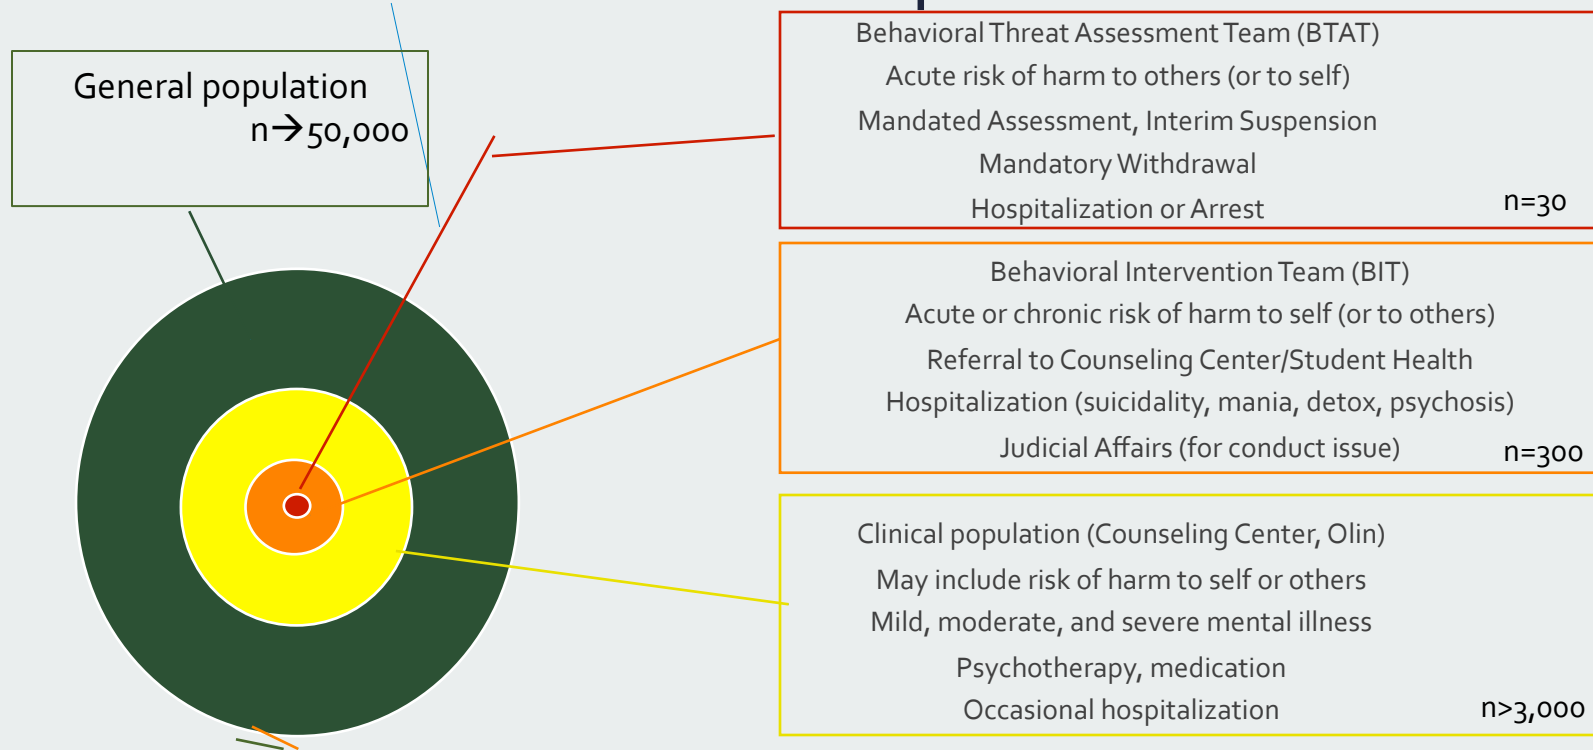 General population
n→50,000
Behavioral Threat Assessment Team (BTAT)
Acute risk of harm to others (or to self)
Mandated Assessment, Interim Suspension
Mandatory Withdrawal
Hospitalization or Arrest
n=30
Behavioral Intervention Team (BIT)
Acute or chronic risk of harm to self (or to others)
Referral to Counseling Center/Student Health
Hospitalization (suicidality, mania, detox, psychosis)
Judicial Affairs (for conduct issue)
n=300
Clinical population (Counseling Center, Olin)
May include risk of harm to self or others
Mild, moderate, and severe mental illness
Psychotherapy, medication
Occasional hospitalization
n>3,000